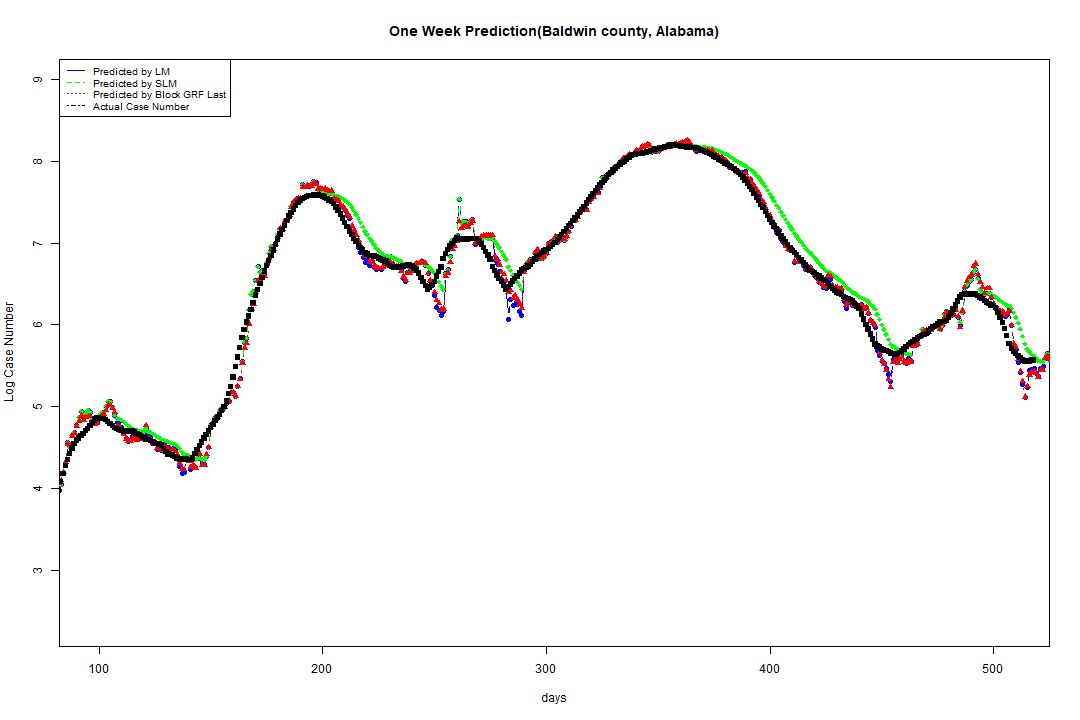 One Week Prediction(Baldwin county, Alabama)
Predicted by LM
Predicted by SLM
Predicted by Block GRF Last
Actual Case Number
9
8
7
6
5
4
3
Log Case Number
100 200 300 400 500
days